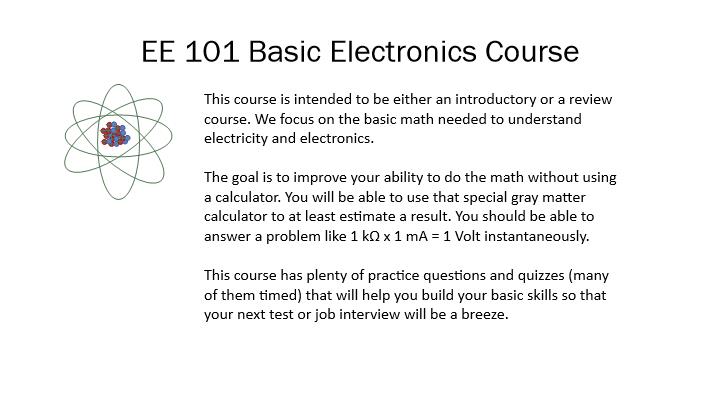 EE 101 Basic Electronics Course
This course is intended to be either an introductory or a review
course. We focus on the basic math needed to understand
electricity and electronics.
The goal is to improve your ability to do the math without using
a calculator. You will be able to use that special gray matter
calculator to at least estimate a result. You should be able to
answer a problem like 1 kΩ x 1 mA = 1 Volt instantaneously.
This course has plenty of practice questions and quizzes (many
of them timed) that will help you build your basic skills so that
your next test or job interview will be a breeze.